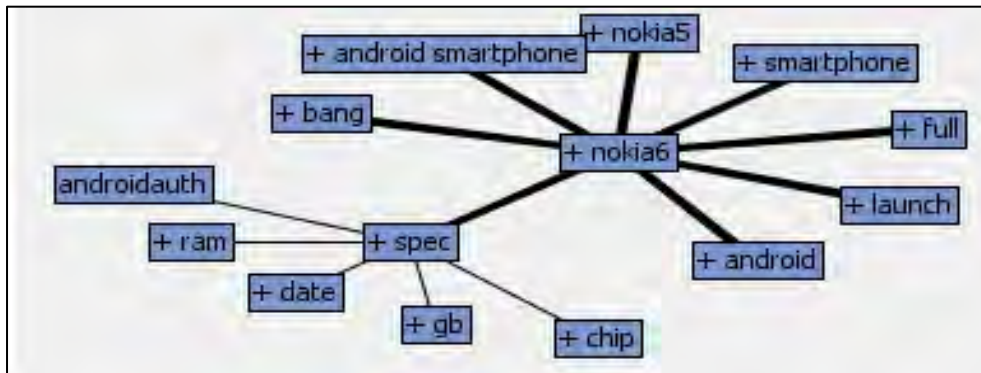 + nokia5
+ android smartphone
+ smartphone
+ bang
+ full
+ nokia6
androidauth
+ launch
+ ram
+ spec
+ android
+ date
+ gb
+ chip